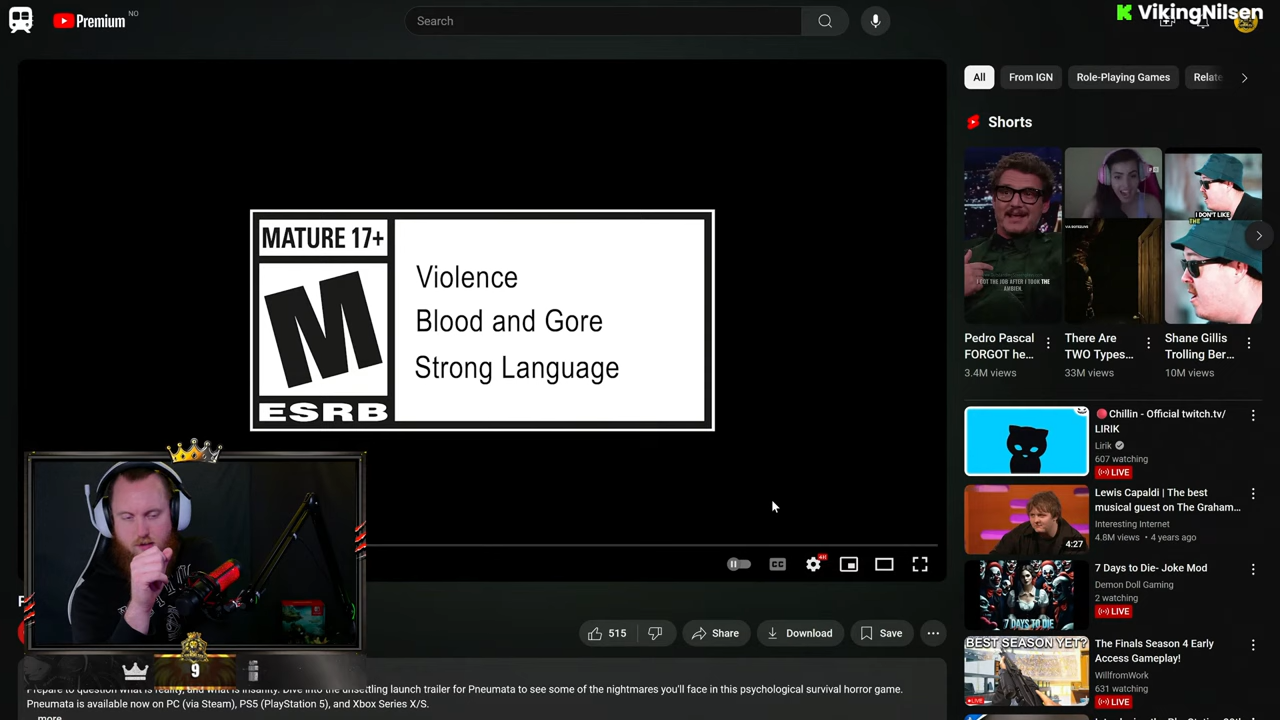 Premium NO
Search
VikingNilsen
All
From IGN
Role-Playing Games
Relate
Shorts
MATURE 17+
M
ESRB
Violence
Blood and Gore
Strong Language
I DON'T LIKE
THE
Pedro Pascal
FORGOT he...
3.4M views
There Are
TWO Types...
33M views
Shane Gillis
Trolling Ber...
10M views
Chillin - Official twitch.tv/
LIRIK
Lirik
607 watching
LIVE
Lewis Capaldi | The best
musical guest on The Graham...
Interesting Internet
4.8M views • 4 years ago
4:27
7 Days to Die- Joke Mod
Demon Doll Gaming
2 watching
LIVE
7 DAYS TO DIE
BEST SEASON YET?
LIVE
The Finals Season 4 Early
Access Gameplay!
WillfromWork
631 watching
LIVE
CC
515
Share
Download
Save
9
Prepare to question what is reality, and what is insanity. Dive into the unsettling launch trailer for Pneumata to see some of the nightmares you'll face in this psychological survival horror game.
Pneumata is available now on PC (via Steam), PS5 (PlayStation 5), and Xbox Series X/S.
...more